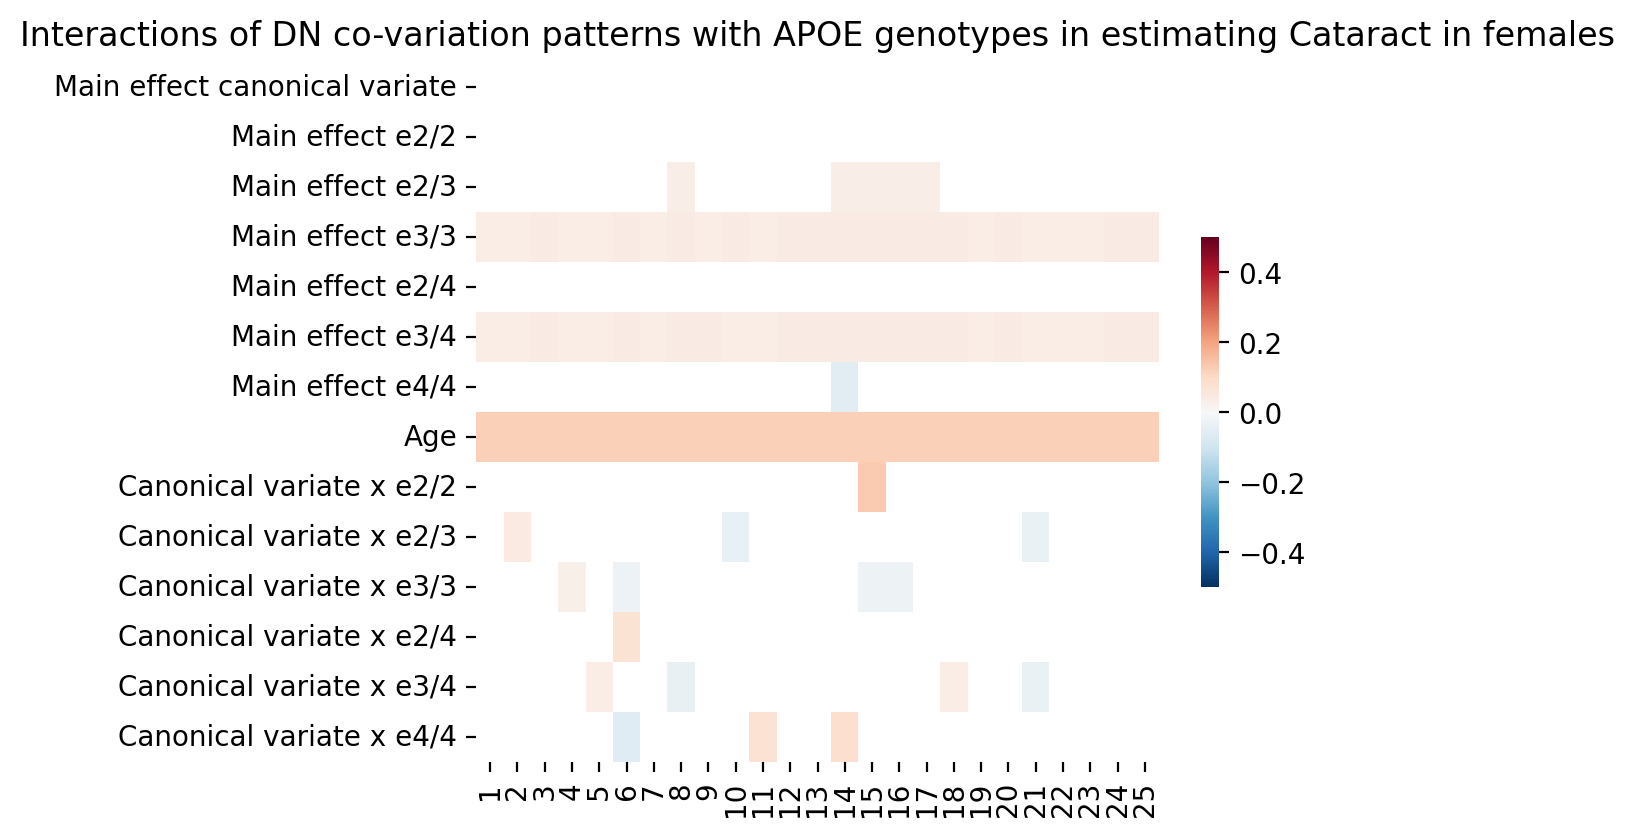 Interactions of DN co-variation patterns with APOE genotypes in estimating Cataract in females
Main effect canonical variate
Main effect e2/2
Main effect e2/3
Main effect e3/3
Main effect e2/4
Main effect e3/4
Main effect e4/4
Age
Canonical variate x e2/2
Canonical variate x e2/3
Canonical variate x e3/3
Canonical variate x e2/4
Canonical variate x e3/4
Canonical variate x e4/4
1 2 3 4 5 6 7 8 9 10 11 12 13 14 15 16 17 18 19 20 21 22 23 24 25
0.4
0.2
0.0
−0.2
−0.4